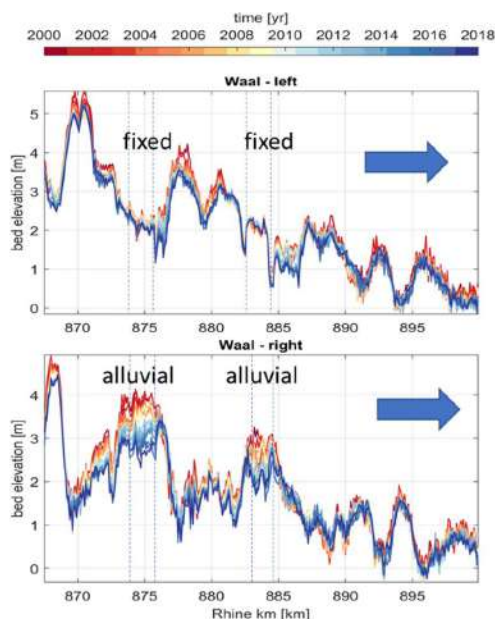 time [yr]
2000 2002 2004 2006 2008 2010 2012 2014 2016 2018
Waal - left
fixed fixed
bed elevation [m]
5
4
3
2
1
0
870 875 880 885 890 895
Waal - right
alluvial alluvial
bed elevation [m]
4
3
2
1
0
870 875 880 885 890 895
Rhine km [km]